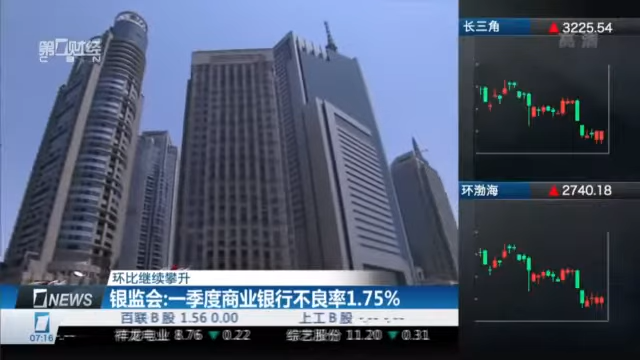 第一财经
CBN
长三角 ▲ 3225.54
高清
环渤海 ▲ 2740.18
环比继续攀升
银监会:一季度商业银行不良率1.75%
NEWS
百联B股 1.56 0.00 上工B股 --.-- --.--
07:16
祥龙电业 8.76 ▼0.22 综艺股份 11.20 ▼0.31